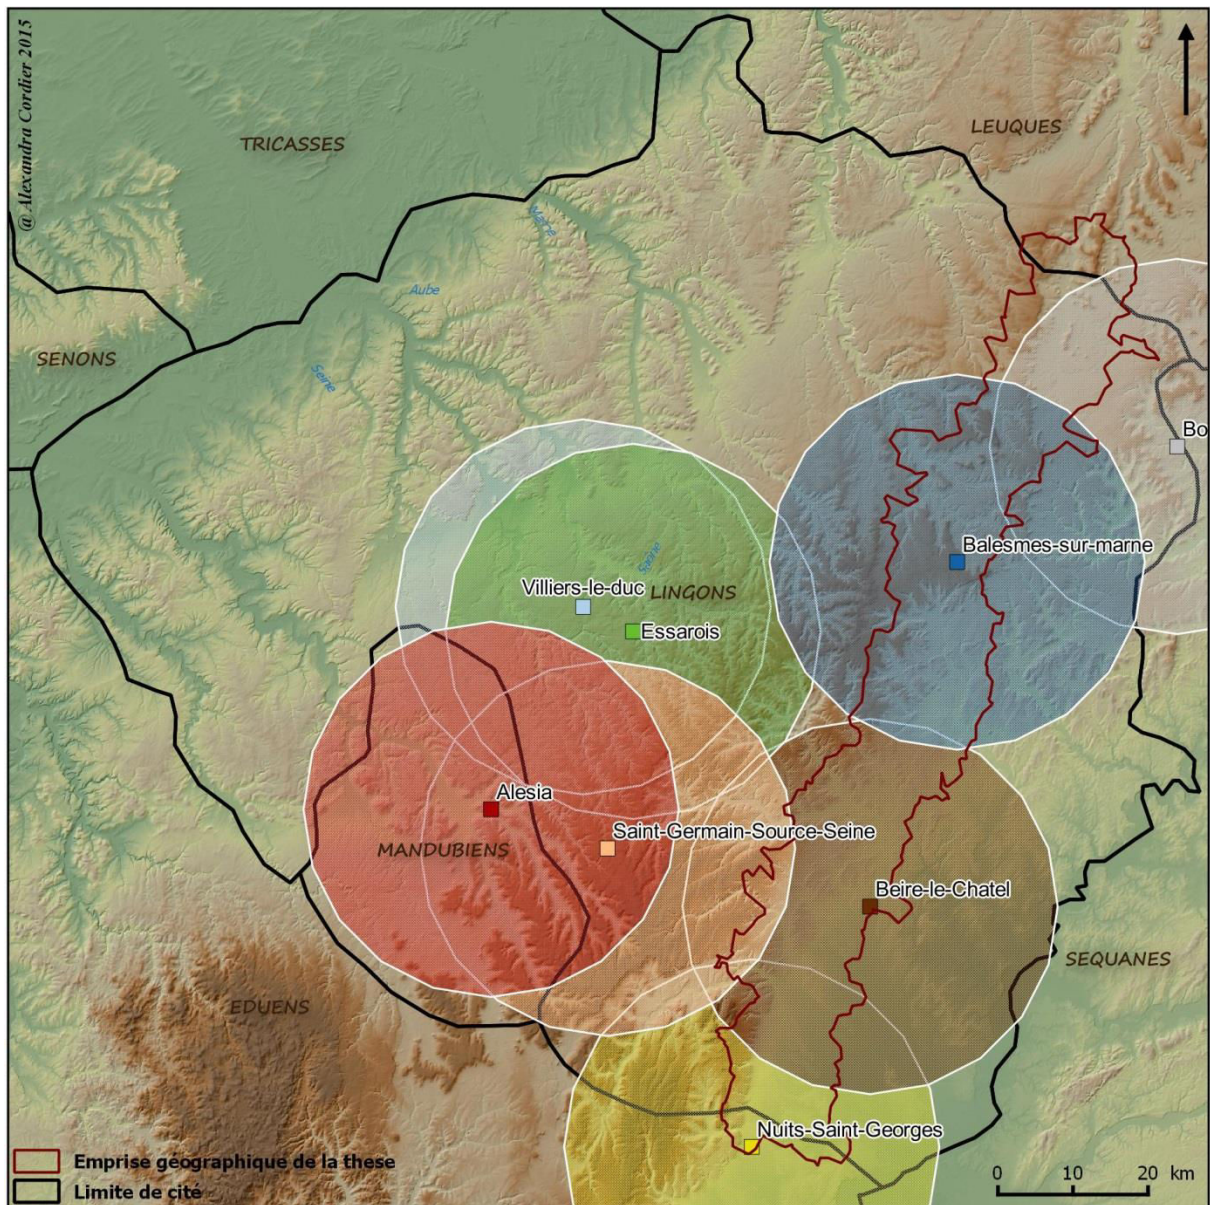 @ Alexandra Cordier 2015
LEUQUES
TRICASSES
Marne
Aube
SENONS
Seine
Bo
Balesmes-sur-marne
Villiers-le-duc
LINGONS
Essarois
Alesia
Saint-Germain-Source-Seine
MANDUBIENS
Beire-le-Chatel
SEQUANES
EDUENS
Nuits-Saint-Georges
Emprise géographique de la these
Limite de cité
0 10 20 km